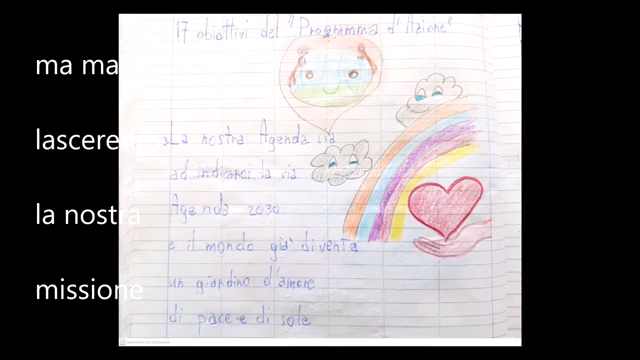 17 obiettivi del "Programma d'Azione"
La nostra Agenda sia
ad indicarci la via
Agenda 2030
e il mondo già diventa
un giardino d'amore
di pace e di sole
ma ma
lascere
la nostra
missione